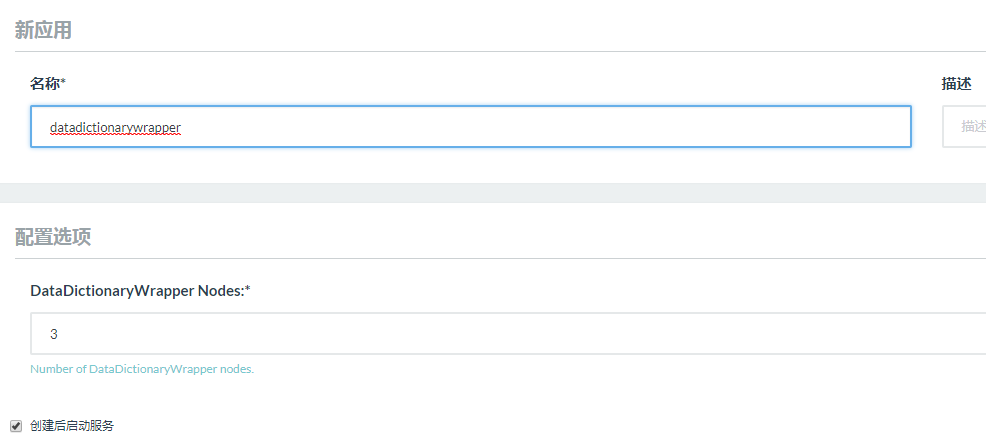 新应用
名称* 描述
datadictionarywrapper 描述
配置选项
DataDictionaryWrapper Nodes:*
3
Number of DataDictionaryWrapper nodes.
创建后启动服务